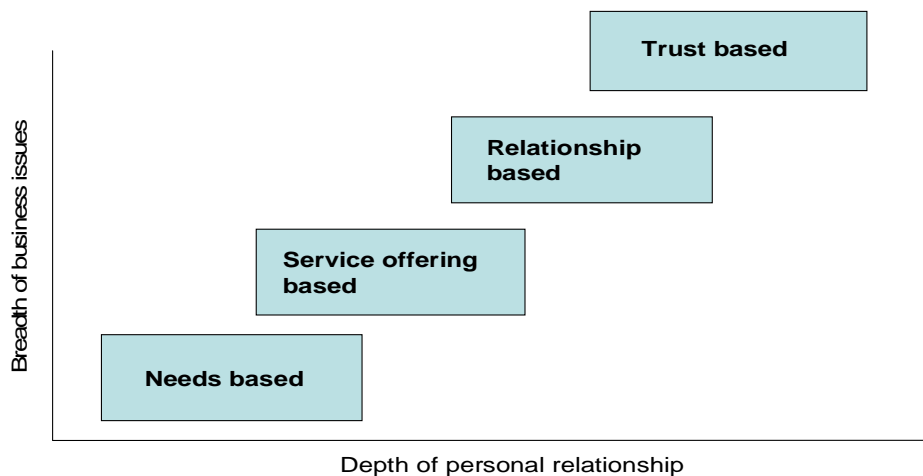 Trust based
Relationship
based
Service offering
based
Needs based
Breadth of business issues
Depth of personal relationship